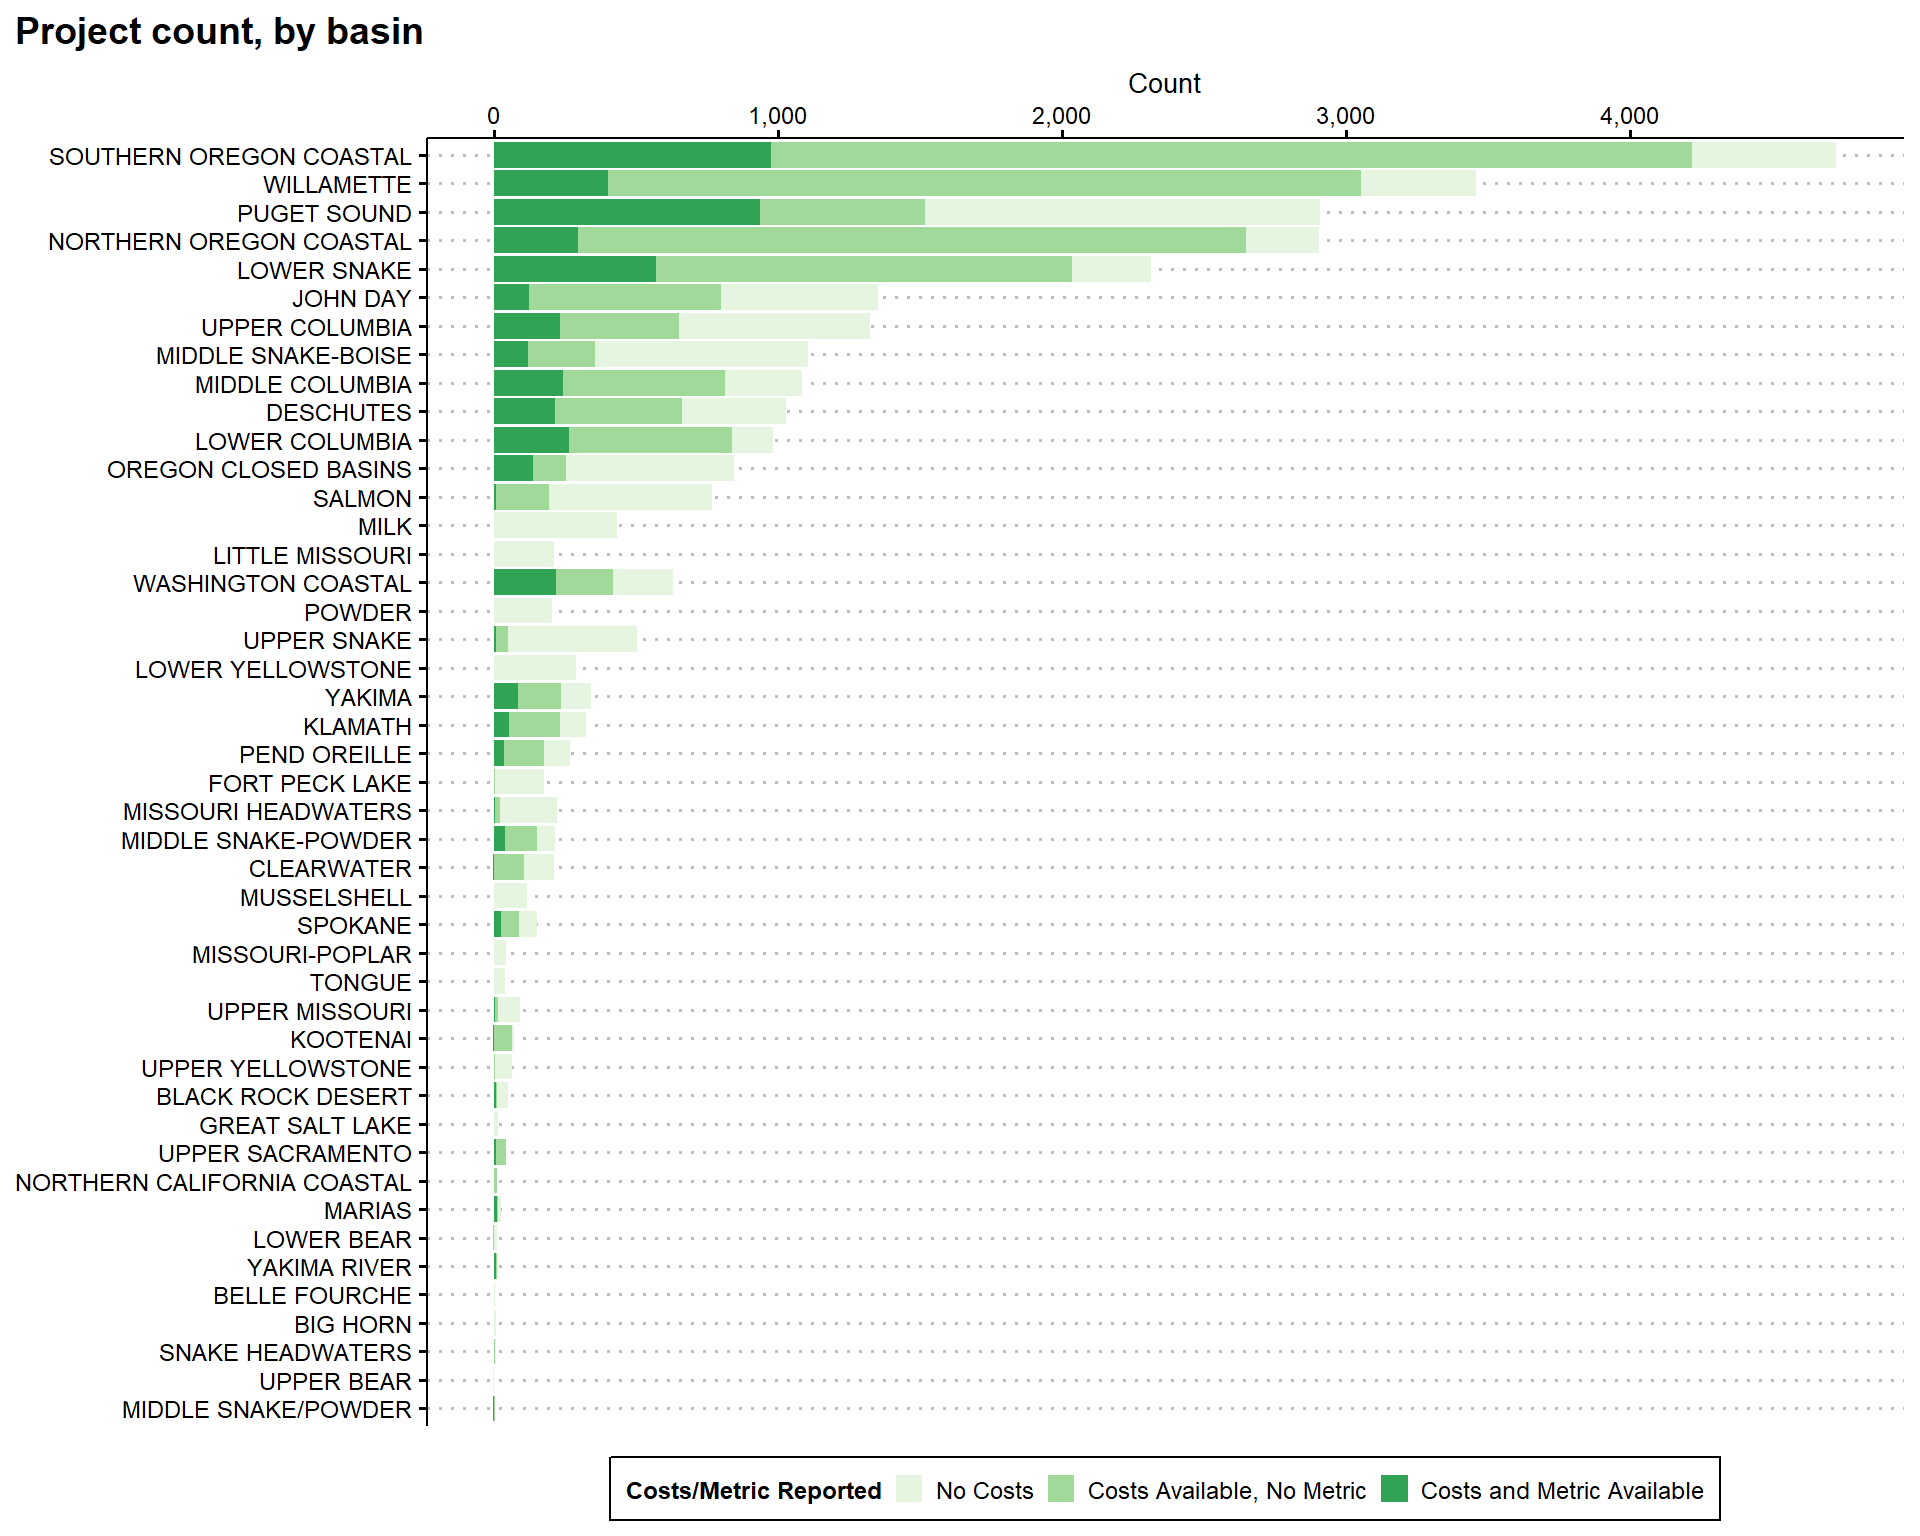 Project count, by basin
Count
0 1,000 2,000 3,000 4,000
SOUTHERN OREGON COASTAL
WILLAMETTE
PUGET SOUND
NORTHERN OREGON COASTAL
LOWER SNAKE
JOHN DAY
UPPER COLUMBIA
MIDDLE SNAKE-BOISE
MIDDLE COLUMBIA
DESCHUTES
LOWER COLUMBIA
OREGON CLOSED BASINS
SALMON
MILK
LITTLE MISSOURI
WASHINGTON COASTAL
POWDER
UPPER SNAKE
LOWER YELLOWSTONE
YAKIMA
KLAMATH
PEND OREILLE
FORT PECK LAKE
MISSOURI HEADWATERS
MIDDLE SNAKE-POWDER
CLEARWATER
MUSSELSHELL
SPOKANE
MISSOURI-POPLAR
TONGUE
UPPER MISSOURI
KOOTENAI
UPPER YELLOWSTONE
BLACK ROCK DESERT
GREAT SALT LAKE
UPPER SACRAMENTO
NORTHERN CALIFORNIA COASTAL
MARIAS
LOWER BEAR
YAKIMA RIVER
BELLE FOURCHE
BIG HORN
SNAKE HEADWATERS
UPPER BEAR
MIDDLE SNAKE/POWDER
Costs/Metric Reported No Costs Costs Available, No Metric Costs and Metric Available